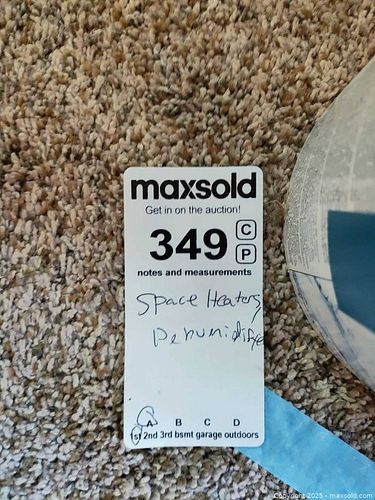 maxsold
Get in on the auction!
349 C
P
notes and measurements
Space Heaters
Dehumidifier
A B C D
1st 2nd 3rd bsmt garage outdoors
Copyright 2025 - maxsold.com